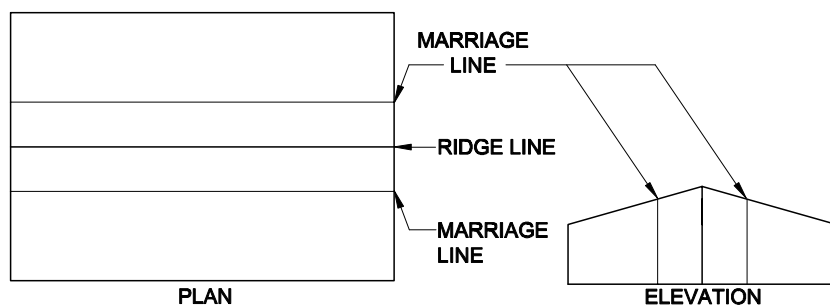 MARRIAGE
LINE
RIDGE LINE
MARRIAGE
LINE
PLAN
ELEVATION